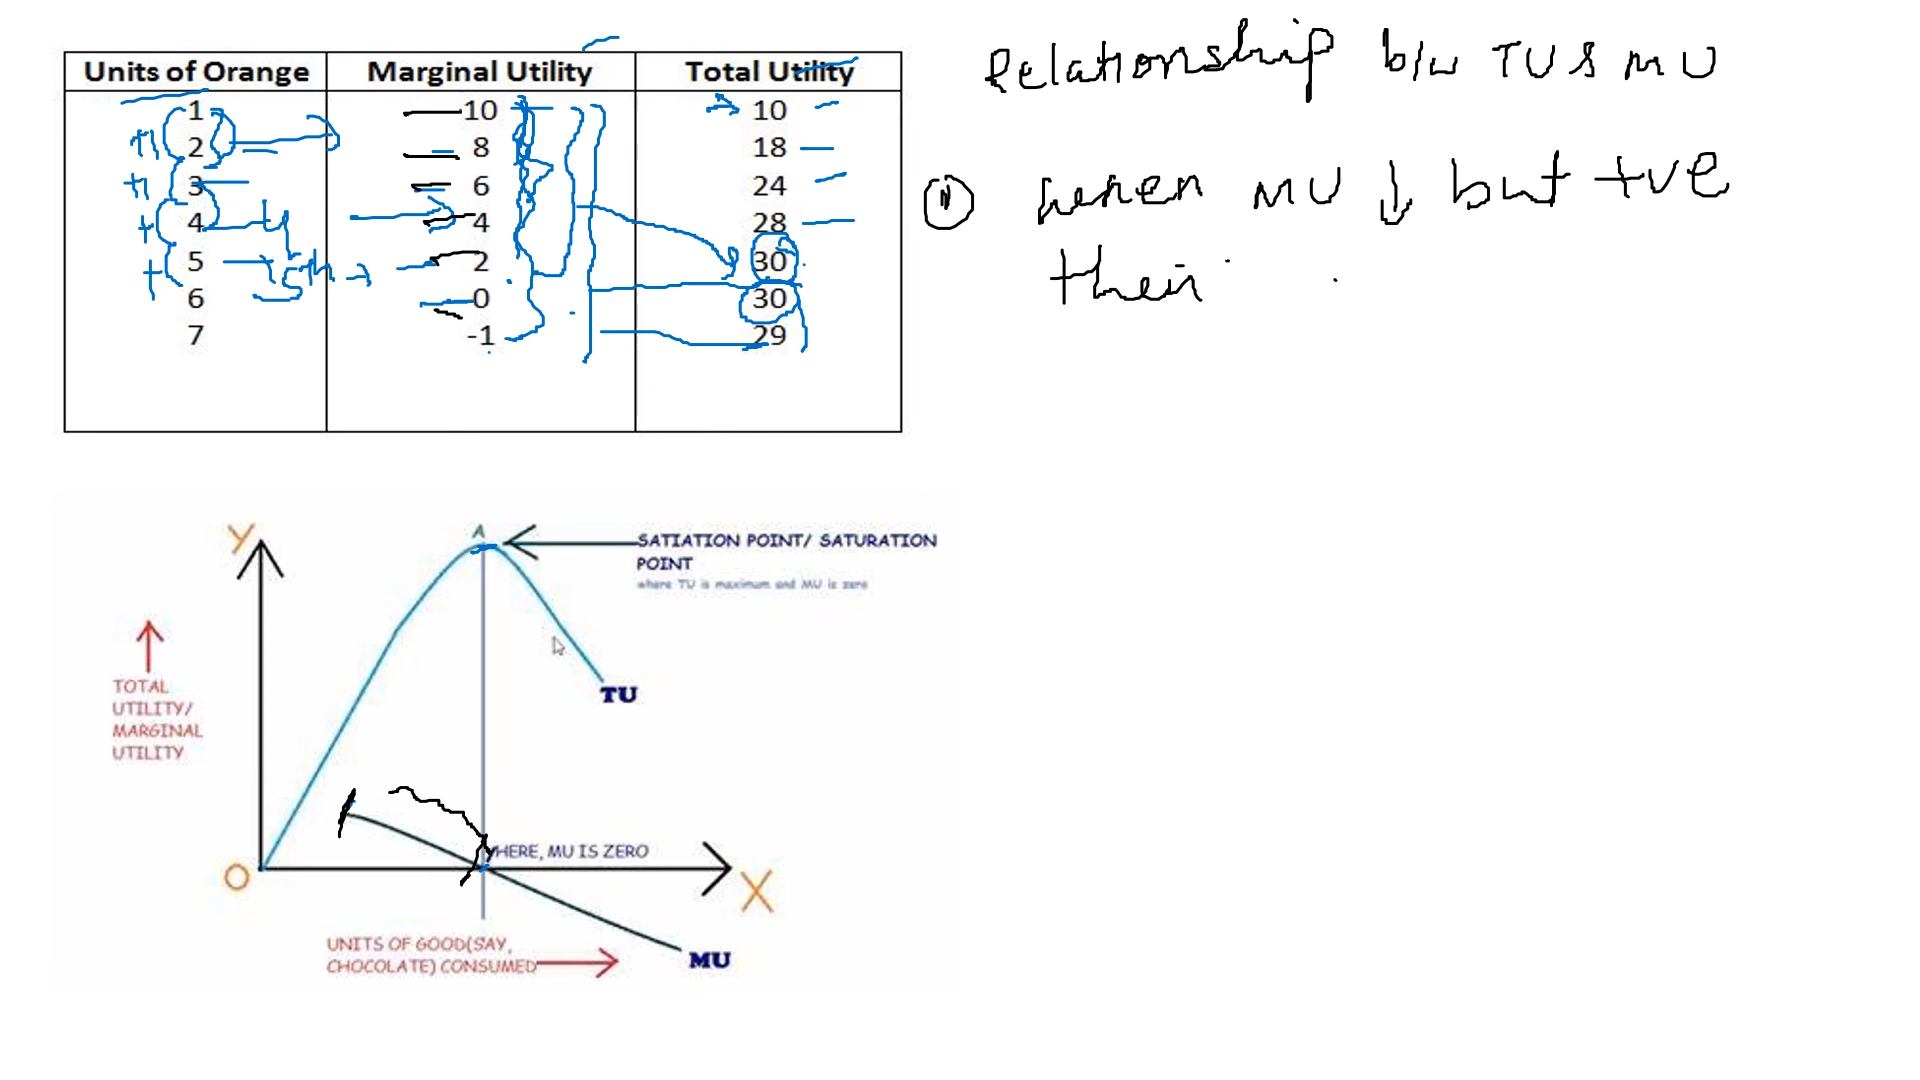 Units of Orange Marginal Utility Total Utility
1 10 10
2 8 18
3 6 24
4 4 28
5 2 30
6 0 30
7 -1 29
Relationship b/w TU & MU
① when MU ↓ but +ve
then
Y
A
SATIATION POINT/ SATURATION
POINT
where TU is maximum and MU is zero
TOTAL
UTILITY/
MARGINAL
UTILITY
TU
HERE, MU IS ZERO
O
X
UNITS OF GOOD(SAY,
CHOCOLATE) CONSUMED
MU